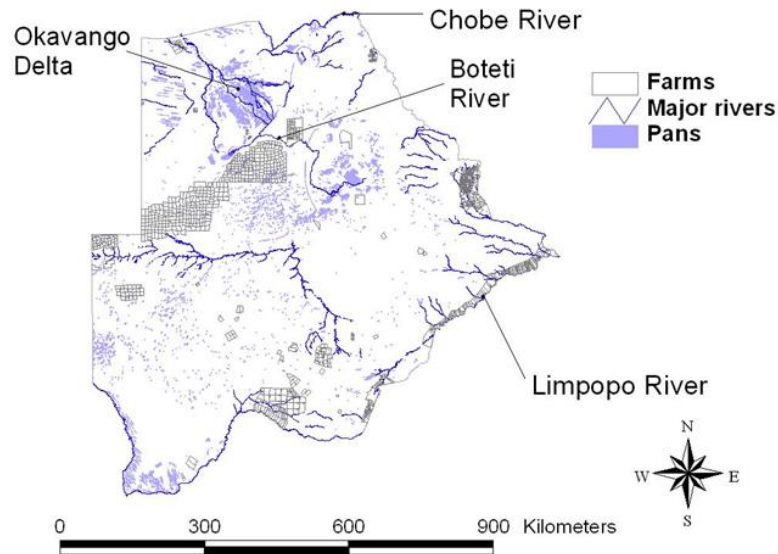 Chobe River
Okavango
Delta
Boteti
River
Farms
Major rivers
Pans
Limpopo River
N
W E
S
0 300 600 900 Kilometers